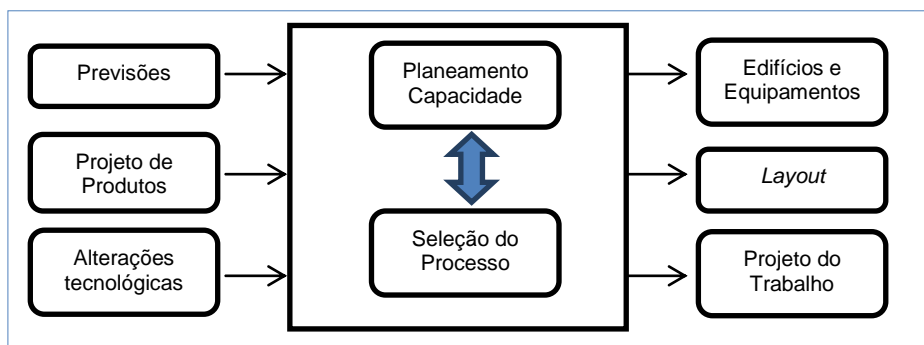 Previsões
Projeto de
Produtos
Alterações
tecnológicas
Planeamento
Capacidade
Seleção do
Processo
Edifícios e
Equipamentos
Layout
Projeto do
Trabalho